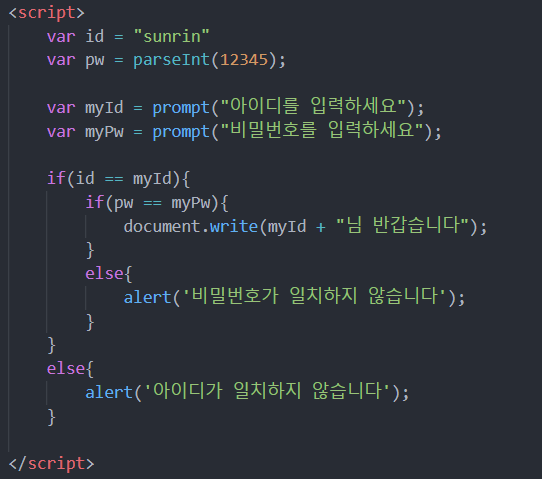 <script>
var id = "sunrin"
var pw = parseInt(12345);
var myId = prompt("아이디를 입력하세요");
var myPw = prompt("비밀번호를 입력하세요");
if(id == myId){
if(pw == myPw){
document.write(myId + "님 반갑습니다");
}
else{
alert('비밀번호가 일치하지 않습니다');
}
}
else{
alert('아이디가 일치하지 않습니다');
}
</script>